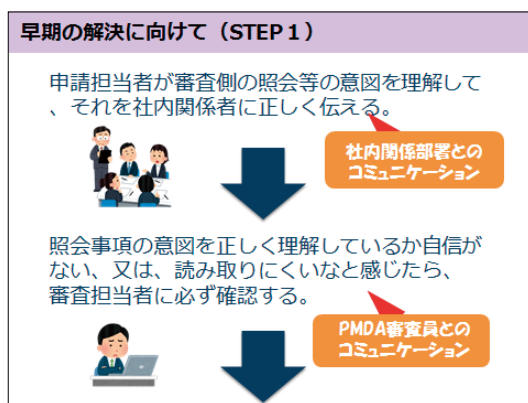 早期の解決に向けて（STEP１）
申請担当者が審査側の照会等の意図を理解して
、それを社内関係者に正しく伝える。
社内関係部署との
コミュニケーション
照会事項の意図を正しく理解しているか自信が
ない、又は、読み取りにくいなと感じたら、
審査担当者に必ず確認する。
PMDA審査員との
コミュニケーション